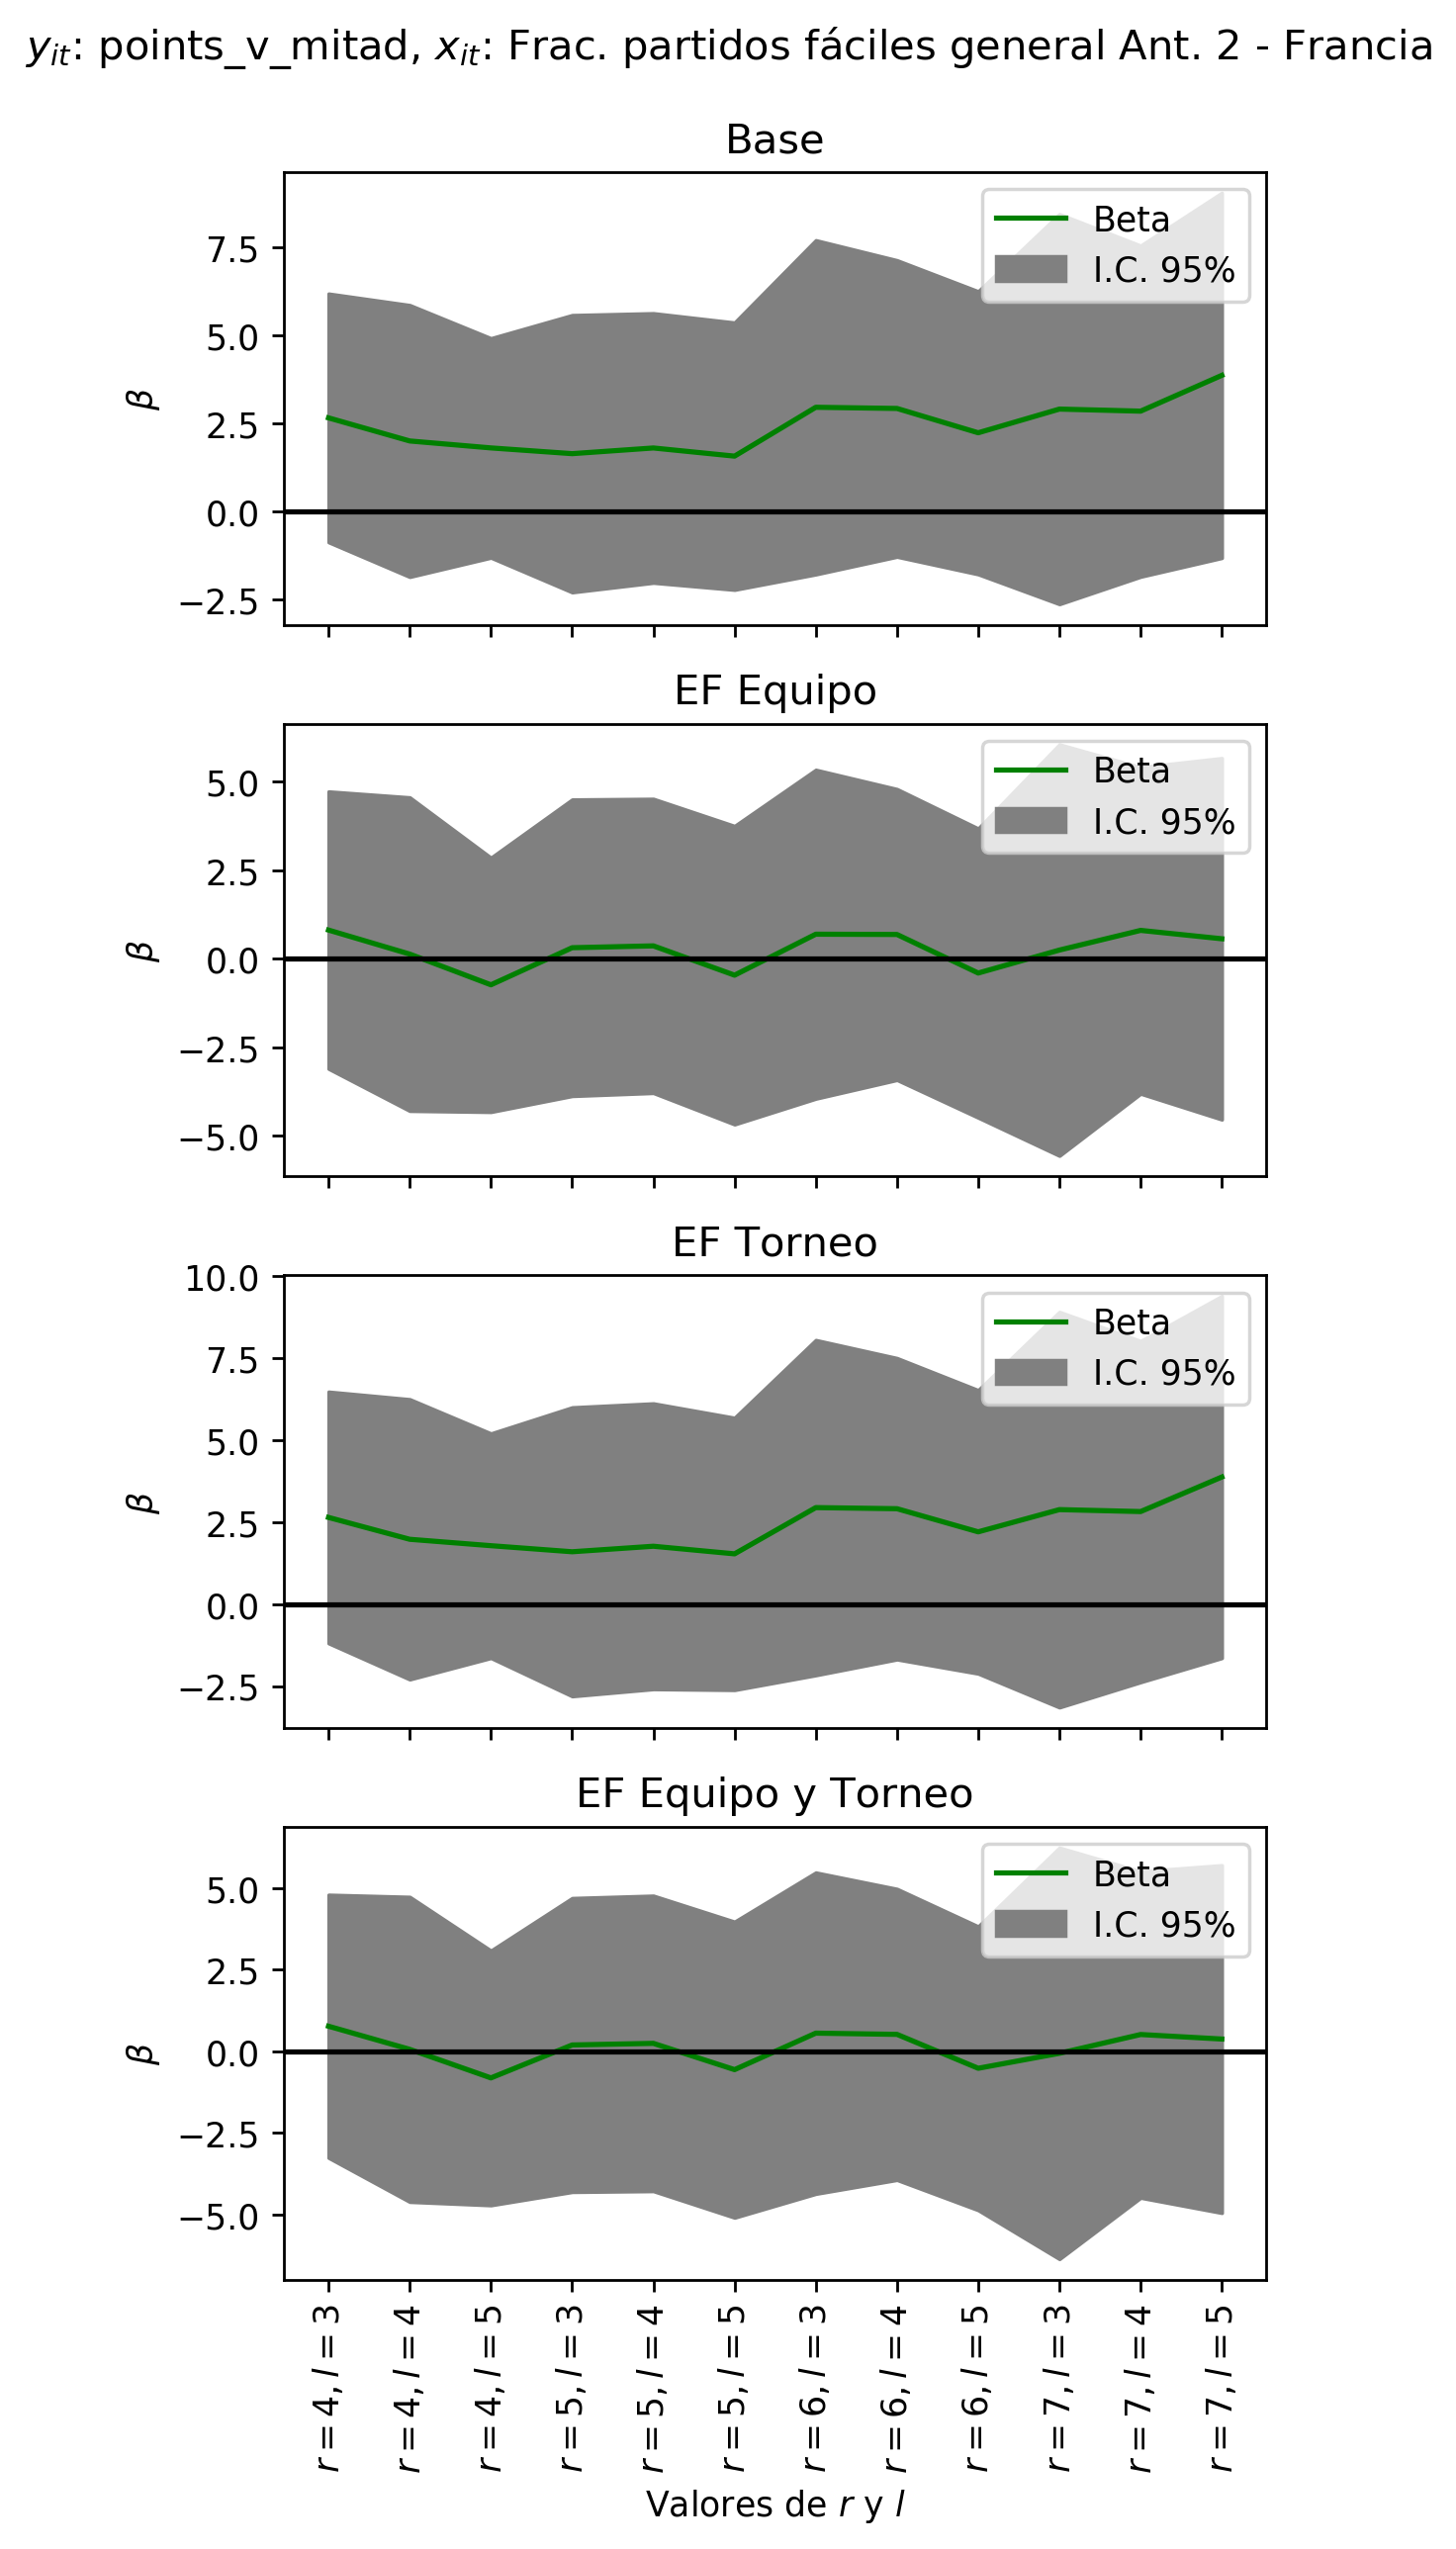 y_it: points_v_mitad, x_it: Frac. partidos fáciles general Ant. 2 - Francia
Base
7.5
5.0
2.5
0.0
−2.5
β
Beta
I.C. 95%
EF Equipo
5.0
2.5
0.0
−2.5
−5.0
β
Beta
I.C. 95%
EF Torneo
10.0
7.5
5.0
2.5
0.0
−2.5
β
Beta
I.C. 95%
EF Equipo y Torneo
5.0
2.5
0.0
−2.5
−5.0
β
Beta
I.C. 95%
r = 4, l = 3
r = 4, l = 4
r = 4, l = 5
r = 5, l = 3
r = 5, l = 4
r = 5, l = 5
r = 6, l = 3
r = 6, l = 4
r = 6, l = 5
r = 7, l = 3
r = 7, l = 4
r = 7, l = 5
Valores de r y l